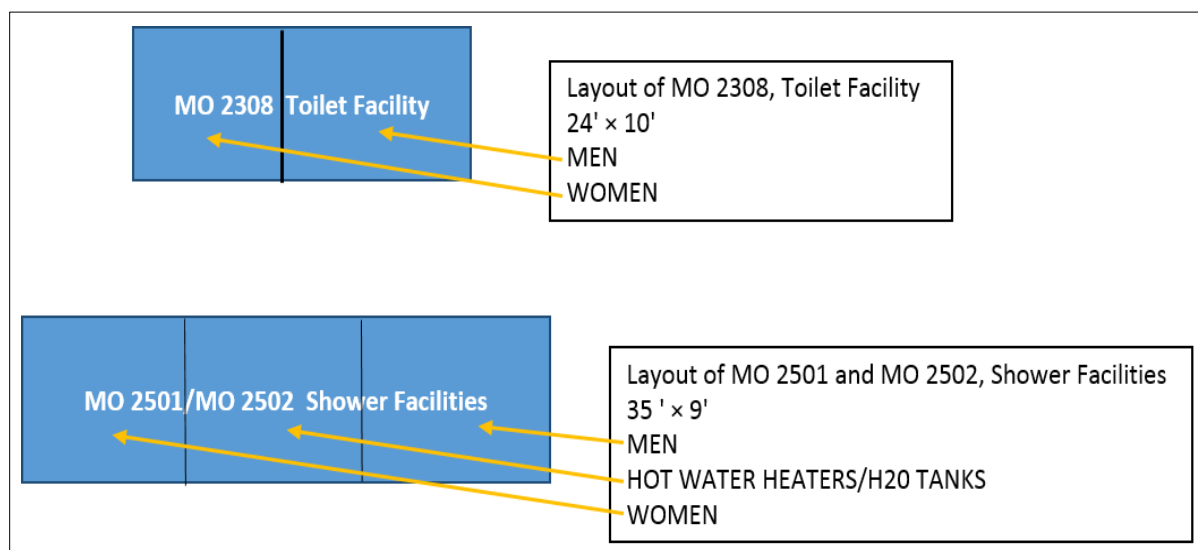 MO 2308 Toilet Facility
Layout of MO 2308, Toilet Facility
24' × 10'
MEN
WOMEN
MO 2501/MO 2502 Shower Facilities
Layout of MO 2501 and MO 2502, Shower Facilities
35 ' × 9'
MEN
HOT WATER HEATERS/H20 TANKS
WOMEN